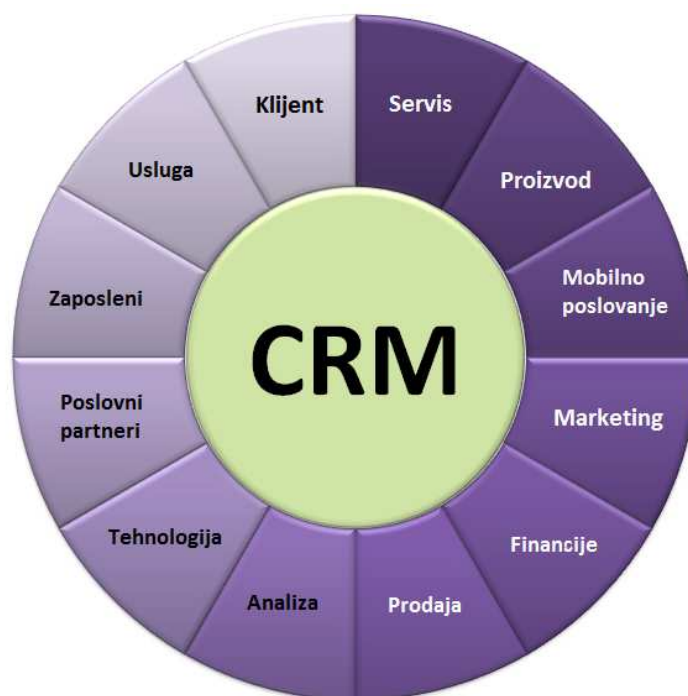 Klijent
Servis
Proizvod
Mobilno
poslovanje
Marketing
Financije
Prodaja
Analiza
Tehnologija
Poslovni
partneri
Zaposleni
Usluga
CRM